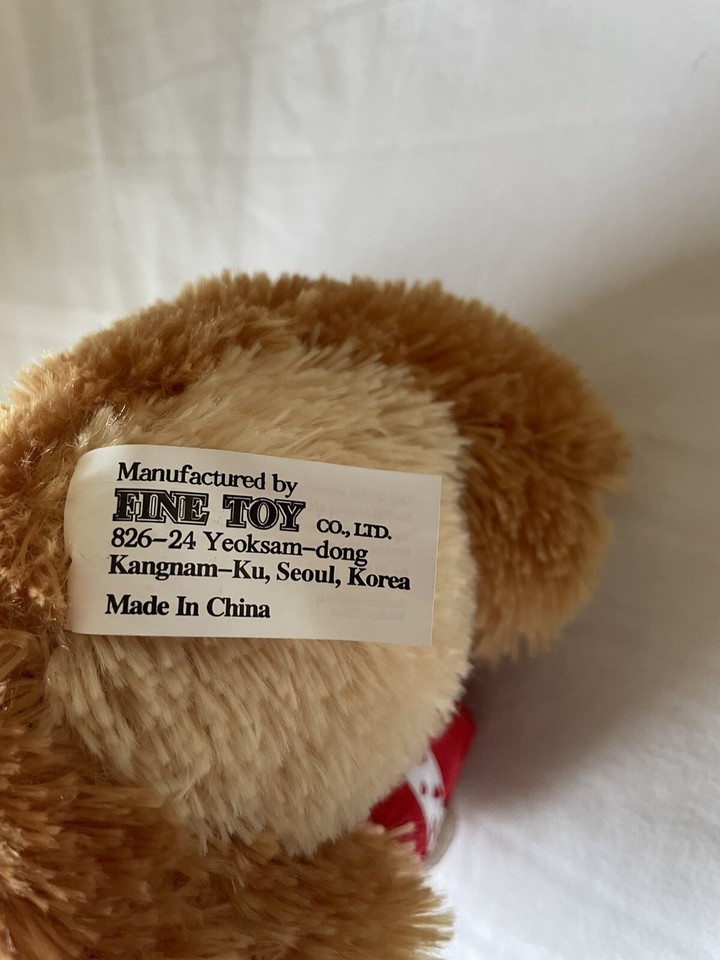 Manufactured by
FINE TOY CO., LTD.
826-24 Yeoksam-dong
Kangnam-Ku, Seoul, Korea
Made In China